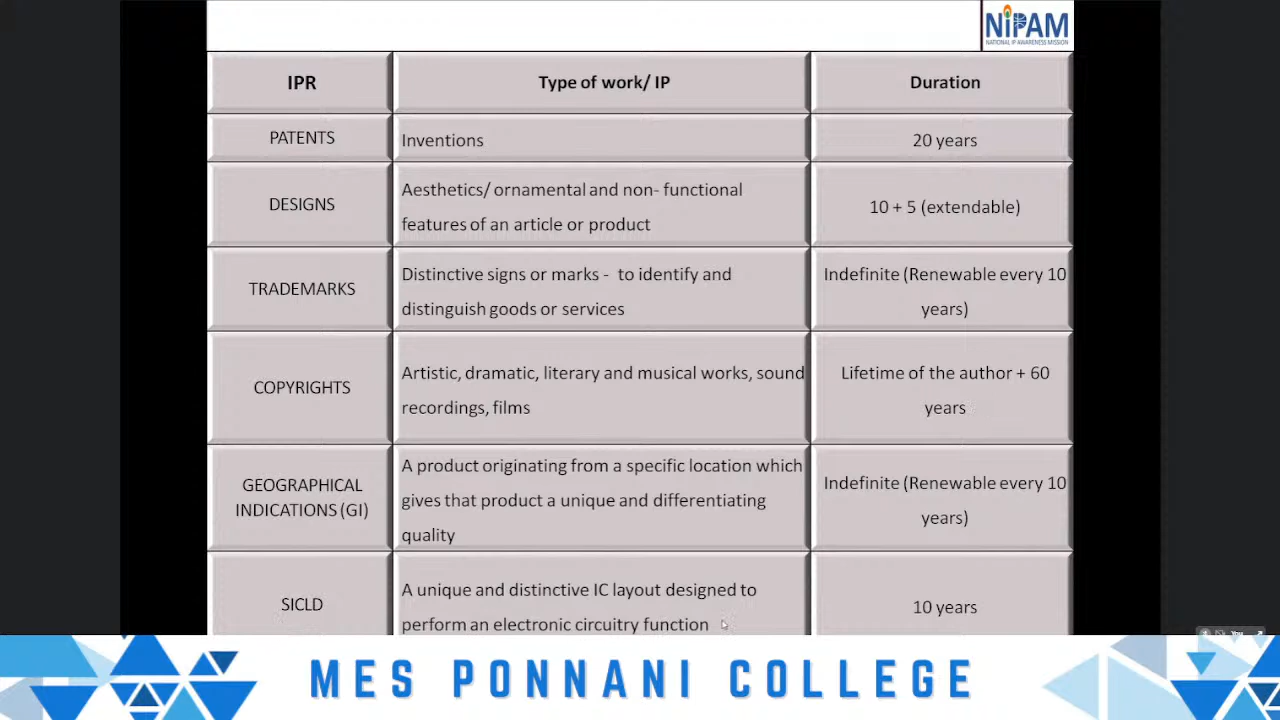 NiPAM
NATIONAL IP AWARENESS MISSION
IPR
Type of work/ IP
Duration
PATENTS
Inventions
20 years
DESIGNS
Aesthetics/ ornamental and non- functional
features of an article or product
10 + 5 (extendable)
TRADEMARKS
Distinctive signs or marks - to identify and
distinguish goods or services
Indefinite (Renewable every 10
years)
COPYRIGHTS
Artistic, dramatic, literary and musical works, sound
recordings, films
Lifetime of the author + 60
years
GEOGRAPHICAL
INDICATIONS (GI)
A product originating from a specific location which
gives that product a unique and differentiating
quality
Indefinite (Renewable every 10
years)
SICLD
A unique and distinctive IC layout designed to
perform an electronic circuitry function
10 years
You
MES PONNANI COLLEGE